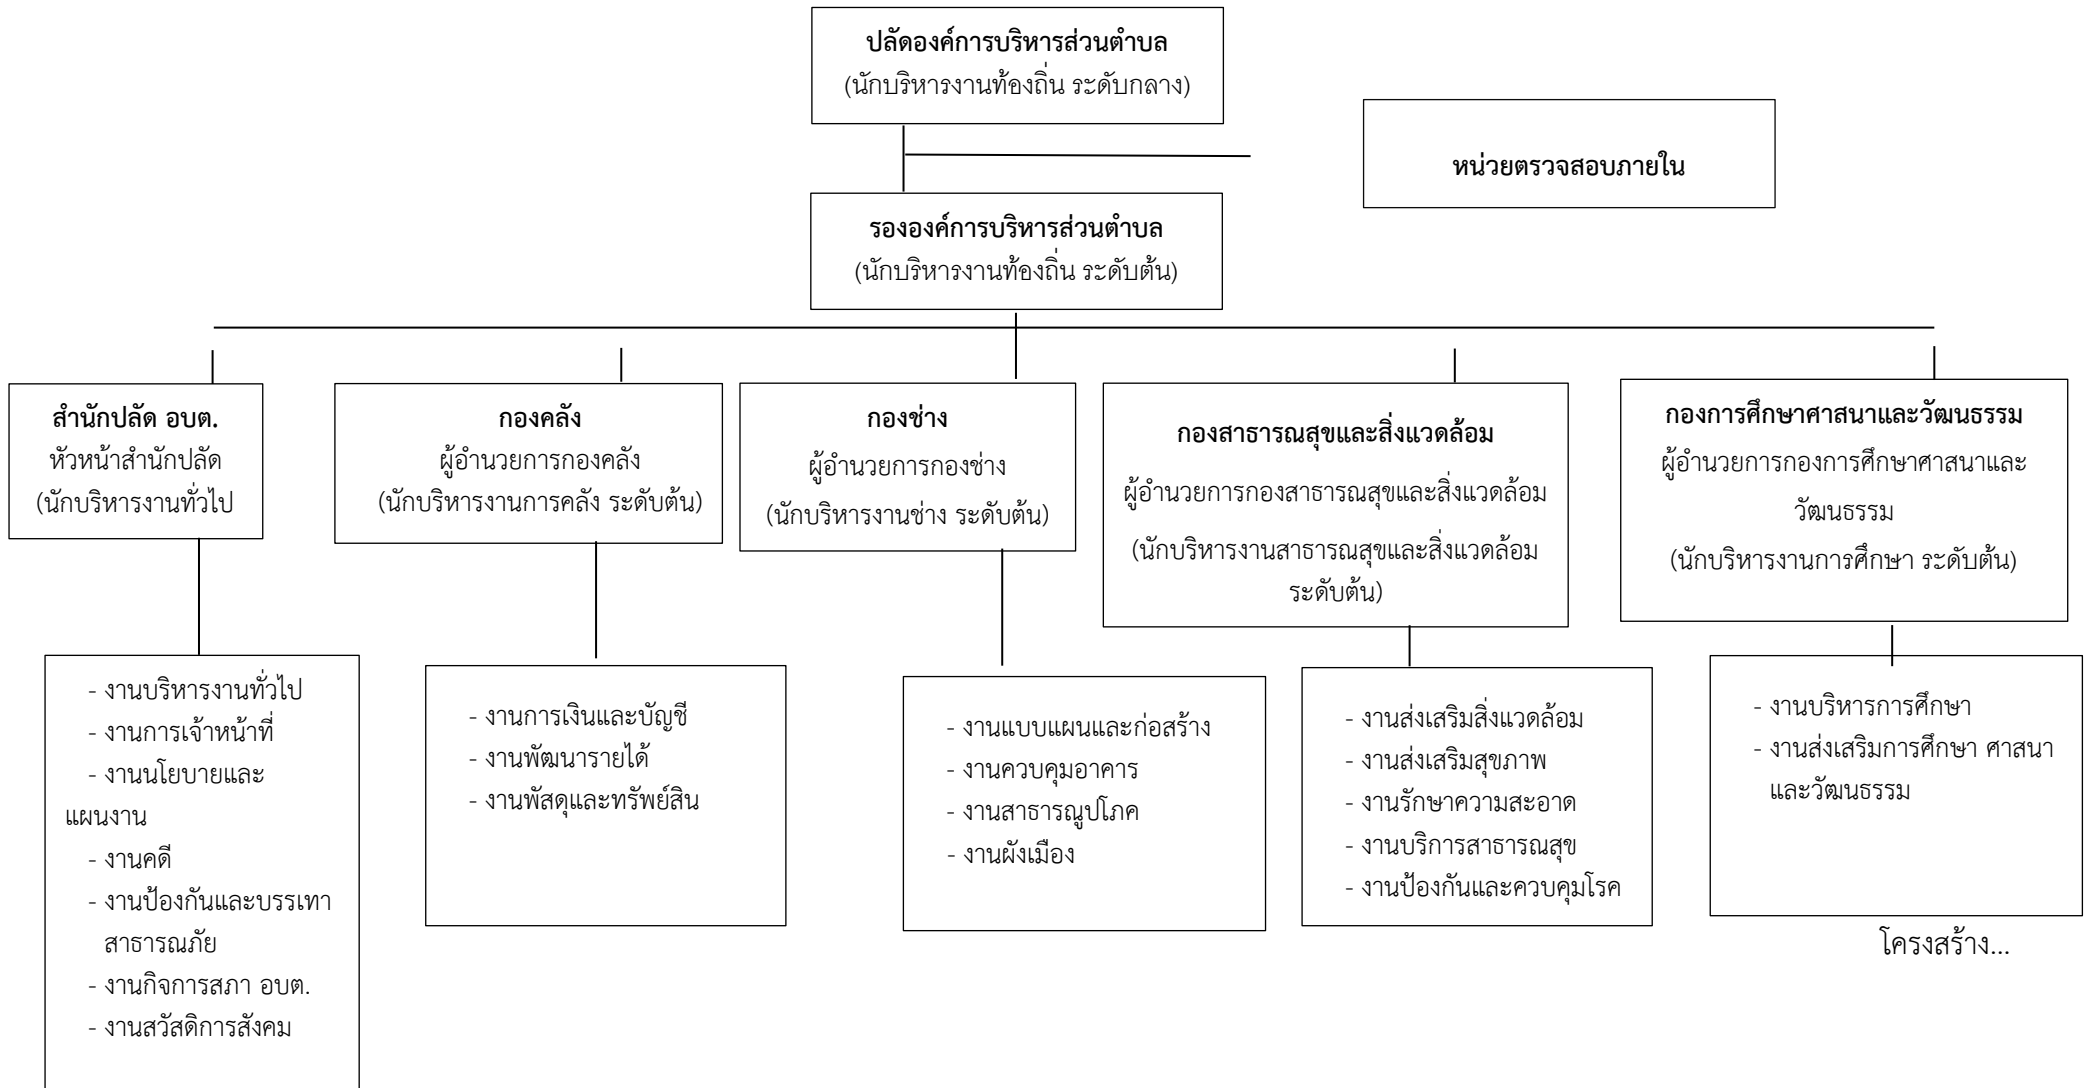 ปลัดองค์การบริหารส่วนตำบล
(นักบริหารงานท้องถิ่น ระดับกลาง)
หน่วยตรวจสอบภายใน
รององค์การบริหารส่วนตำบล
(นักบริหารงานท้องถิ่น ระดับต้น)
สำนักปลัด อบต.
หัวหน้าสำนักปลัด
(นักบริหารงานทั่วไป
กองคลัง
ผู้อำนวยการกองคลัง
(นักบริหารงานการคลัง ระดับต้น)
กองช่าง
ผู้อำนวยการกองช่าง
(นักบริหารงานช่าง ระดับต้น)
กองสาธารณสุขและสิ่งแวดล้อม
ผู้อำนวยการกองสาธารณสุขและสิ่งแวดล้อม
(นักบริหารงานสาธารณสุขและสิ่งแวดล้อม
ระดับต้น)
กองการศึกษาศาสนาและวัฒนธรรม
ผู้อำนวยการกองการศึกษาศาสนาและ
วัฒนธรรม
(นักบริหารงานการศึกษา ระดับต้น)
- งานบริหารงานทั่วไป
- งานการเจ้าหน้าที่
- งานนโยบายและ
แผนงาน
- งานคดี
- งานป้องกันและบรรเทา
สาธารณภัย
- งานกิจการสภา อบต.
- งานสวัสดิการสังคม
- งานการเงินและบัญชี
- งานพัฒนารายได้
- งานพัสดุและทรัพย์สิน
- งานแบบแผนและก่อสร้าง
- งานควบคุมอาคาร
- งานสาธารณูปโภค
- งานผังเมือง
- งานส่งเสริมสิ่งแวดล้อม
- งานส่งเสริมสุขภาพ
- งานรักษาความสะอาด
- งานบริการสาธารณสุข
- งานป้องกันและควบคุมโรค
- งานบริหารการศึกษา
- งานส่งเสริมการศึกษา ศาสนา
และวัฒนธรรม
โครงสร้าง...